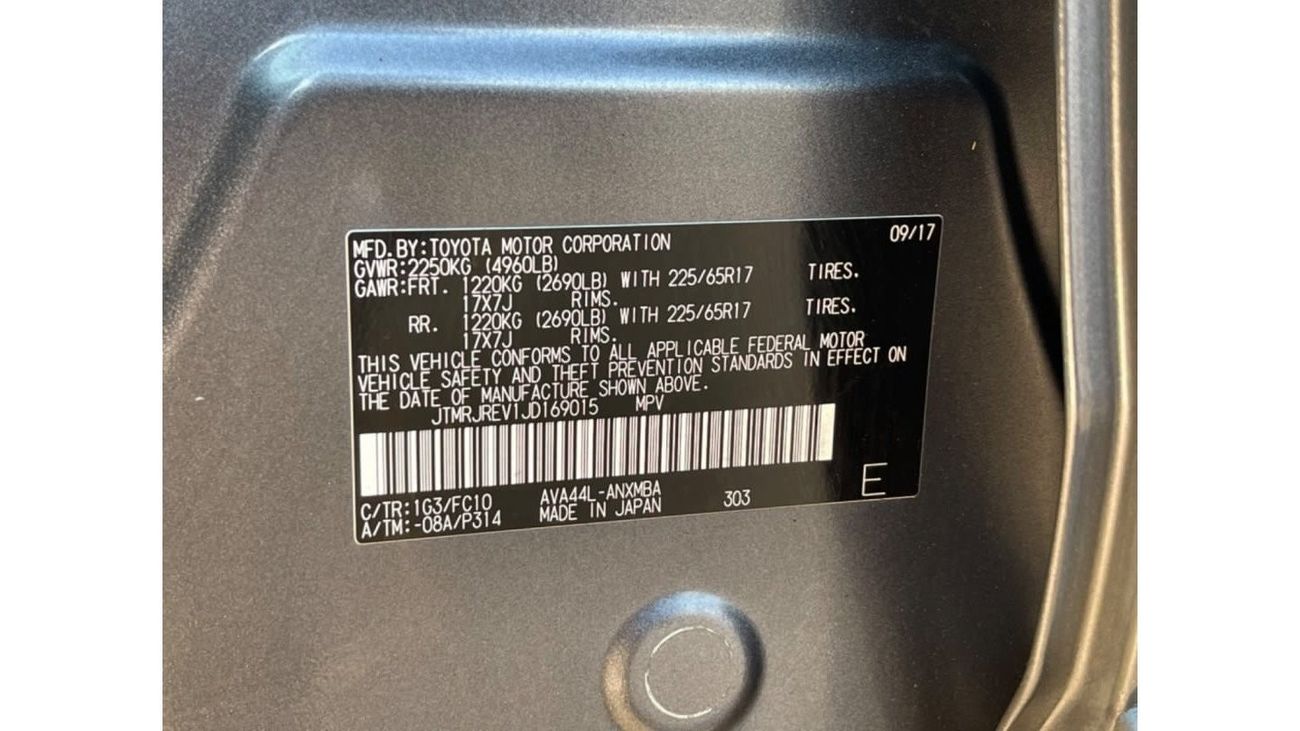 MFD.BY:TOYOTA MOTOR CORPORATION 09/17
GVWR:2250KG (4960LB)
GAWR:FRT. 1220KG (2690LB) WITH 225/65R17 TIRES.
17X7J RIMS.
RR. 1220KG (2690LB) WITH 225/65R17 TIRES.
17X7J RIMS.
THIS VEHICLE CONFORMS TO ALL APPLICABLE FEDERAL MOTOR
VEHICLE SAFETY AND THEFT PREVENTION STANDARDS IN EFFECT ON
THE DATE OF MANUFACTURE SHOWN ABOVE.
JTMRJREV1JD169015 MPV
C/TR:1G3/FC10 AVA44L-ANXMBA 303 E
A/TM:-08A/P314 MADE IN JAPAN